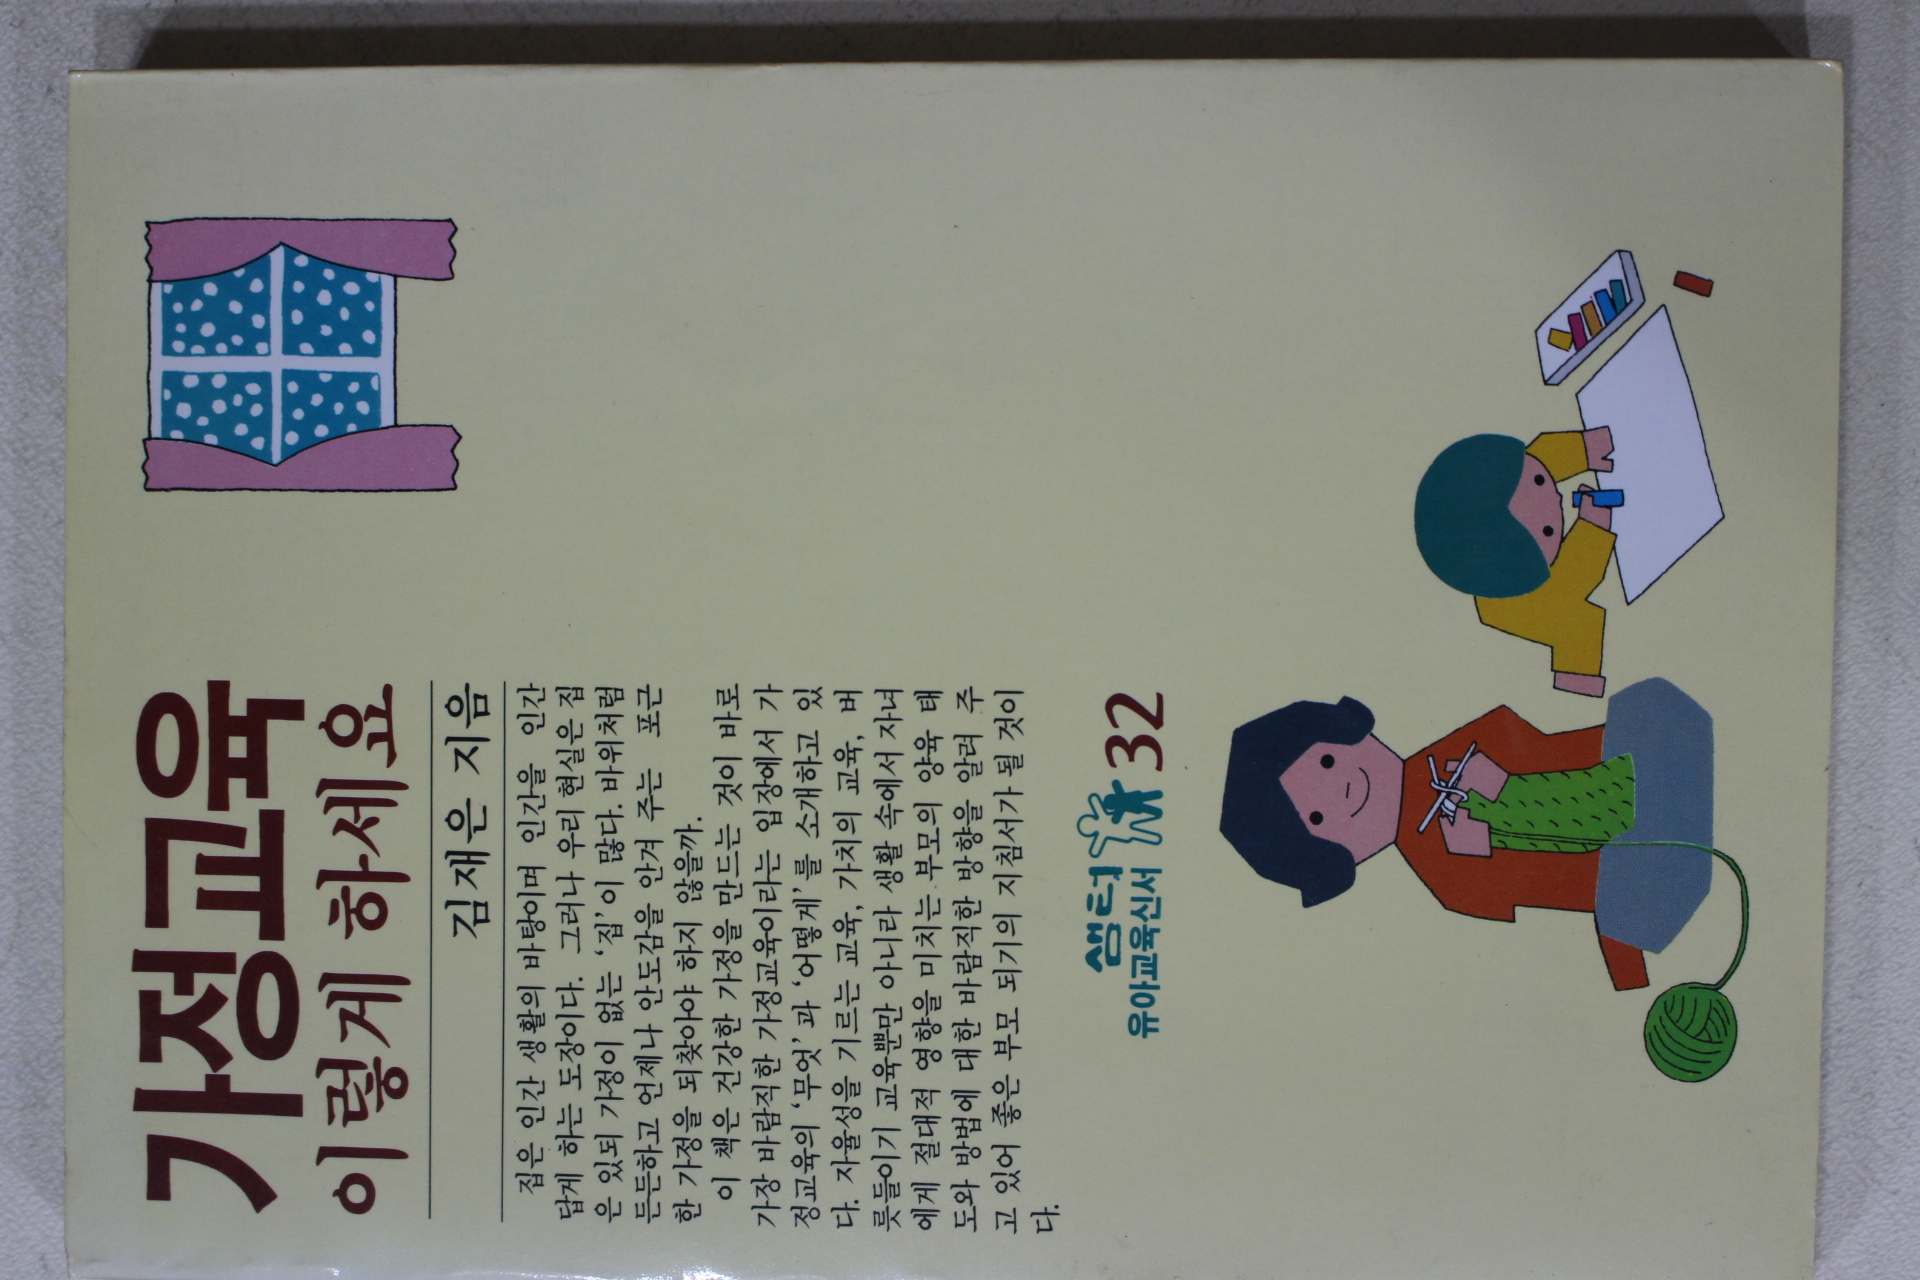 가정교육
이렇게 하세요
김재은 지음
집은 인간 생활의 바탕이며 인간을 인간
답게 하는 도장이다. 그러나 우리 현실은 집
은 있되 가정이 없는 ‘집’이 많다. 바위처럼
든든하고 언제나 안도감을 안겨 주는 포근
한 가정을 되찾아야 하지 않을까.
이 책은 건강한 가정을 만드는 것이 바로
가장 바람직한 가정교육이라는 입장에서 가
정교육의 ‘무엇’과 ‘어떻게’를 소개하고 있
다. 자율성을 기르는 교육, 가치의 교육, 버
릇들이기 교육뿐만 아니라 생활 속에서 자녀
에게 절대적 영향을 미치는 부모의 양육 태
도와 방법에 대한 바람직한 방향을 알려 주
고 있어 좋은 부모 되기의 지침서가 될 것이
다.
샘터
유아교육신서 32